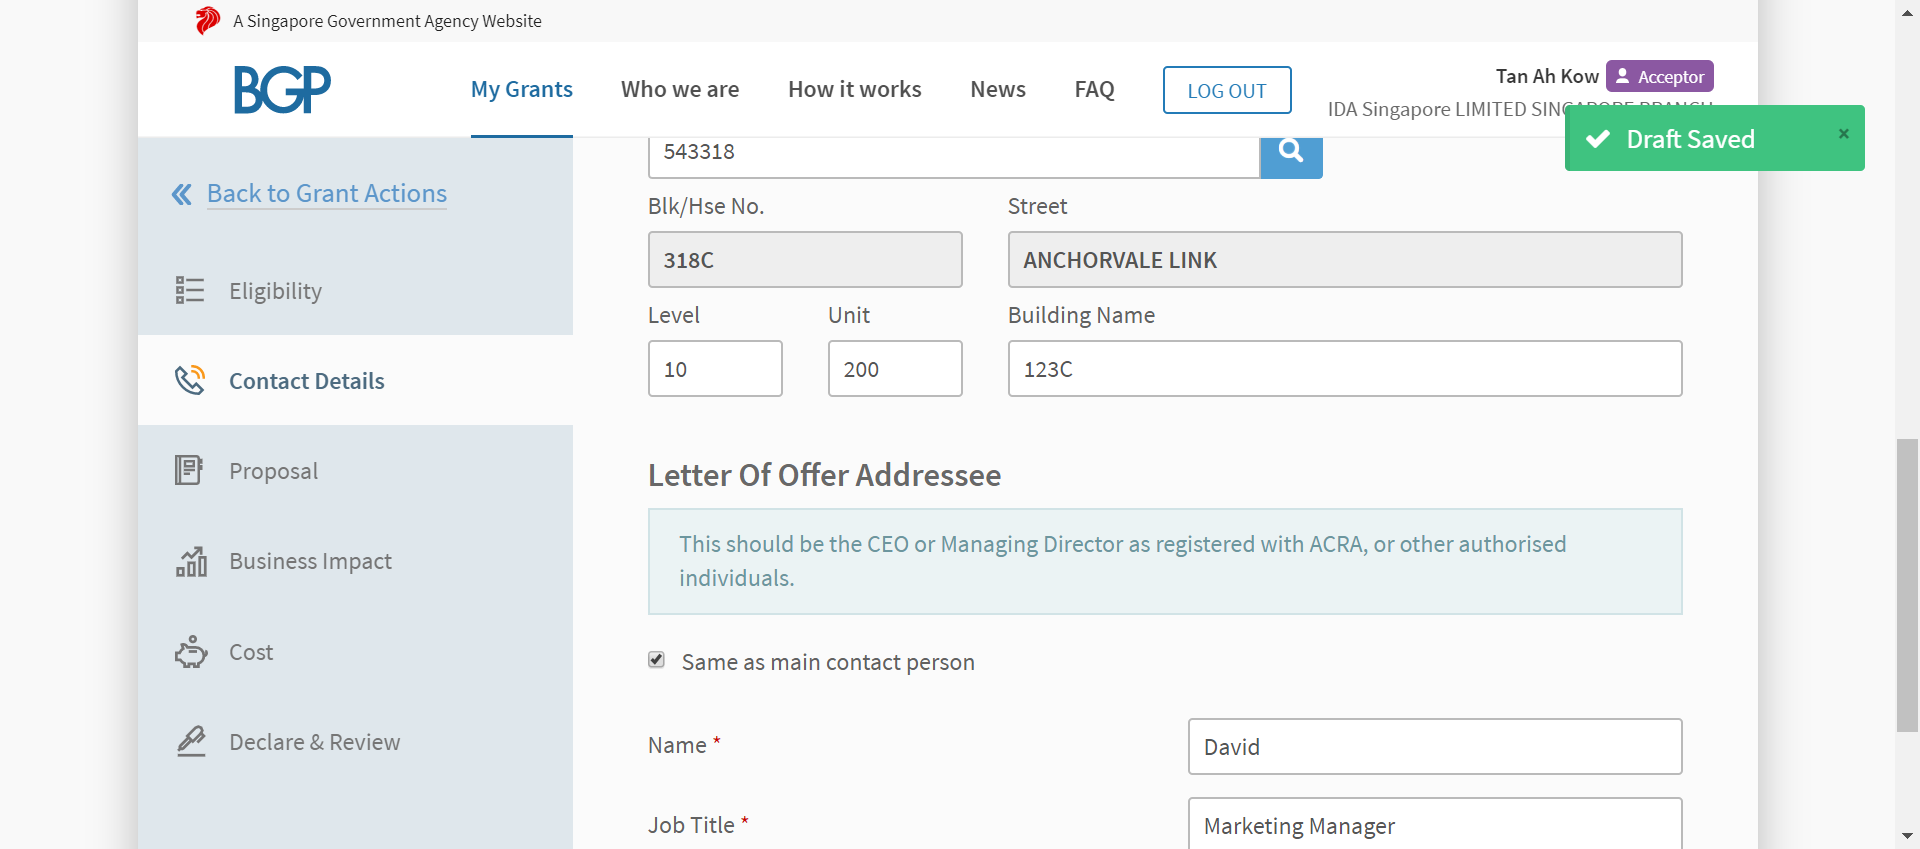 A Singapore Government Agency Website
BGP
My Grants
Who we are
How it works
News
FAQ
LOG OUT
Tan Ah Kow
Acceptor
IDA Singapore LIMITED SINGAPORE BRANCH
Draft Saved
×
Back to Grant Actions
Eligibility
Contact Details
Proposal
Business Impact
Cost
Declare & Review
543318
Blk/Hse No.
Street
318C
ANCHORVALE LINK
Level
Unit
Building Name
10
200
123C
Letter Of Offer Addressee
This should be the CEO or Managing Director as registered with ACRA, or other authorised
individuals.
Same as main contact person
Name *
David
Job Title *
Marketing Manager